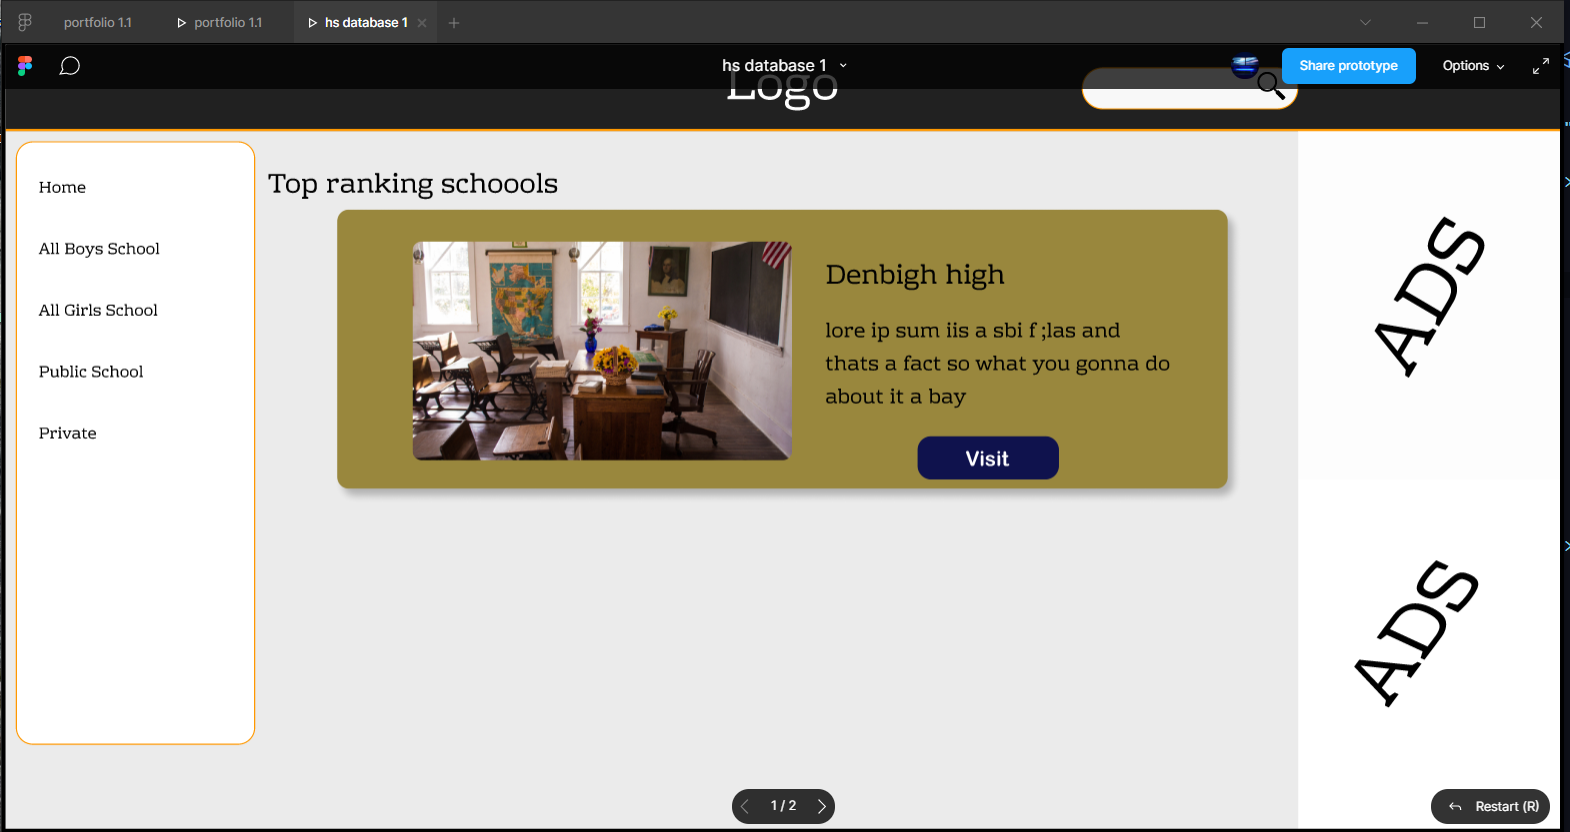 portfolio 1.1
portfolio 1.1
hs database 1
hs database 1
Share prototype
Options
Logo
Home
All Boys School
All Girls School
Public School
Private
Top ranking schoools
Denbigh high
lore ip sum iis a sbi f ;las and
thats a fact so what you gonna do
about it a bay
Visit
ADS
ADS
1 / 2
Restart (R)